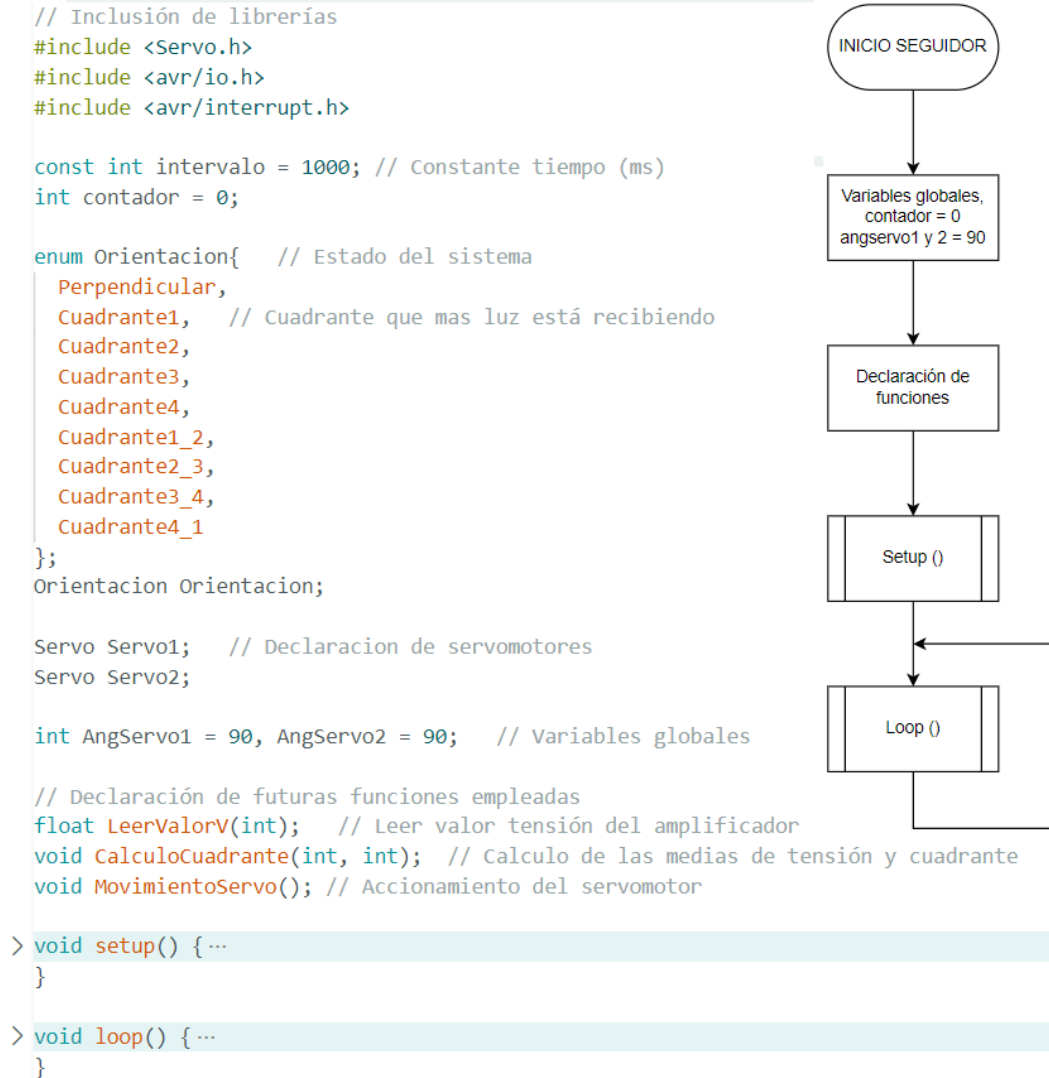 // Inclusión de librerías
#include <Servo.h>
#include <avr/io.h>
#include <avr/interrupt.h>
const int intervalo = 1000; // Constante tiempo (ms)
int contador = 0;
enum Orientacion{   // Estado del sistema
  Perpendicular,
  Cuadrante1,   // Cuadrante que mas luz está recibiendo
  Cuadrante2,
  Cuadrante3,
  Cuadrante4,
  Cuadrante1_2,
  Cuadrante2_3,
  Cuadrante3_4,
  Cuadrante4_1
};
Orientacion Orientacion;
Servo Servo1;   // Declaracion de servomotores
Servo Servo2;
int AngServo1 = 90, AngServo2 = 90;   // Variables globales
// Declaración de futuras funciones empleadas
float LeerValorV(int);   // Leer valor tensión del amplificador
void CalculoCuadrante(int, int);  // Calculo de las medias de tensión y cuadrante
void MovimientoServo(); // Accionamiento del servomotor
> void setup() { ···
}
> void loop() { ···
}
INICIO SEGUIDOR
Variables globales,
contador = 0
angservo1 y 2 = 90
Declaración de
funciones
Setup ()
Loop ()